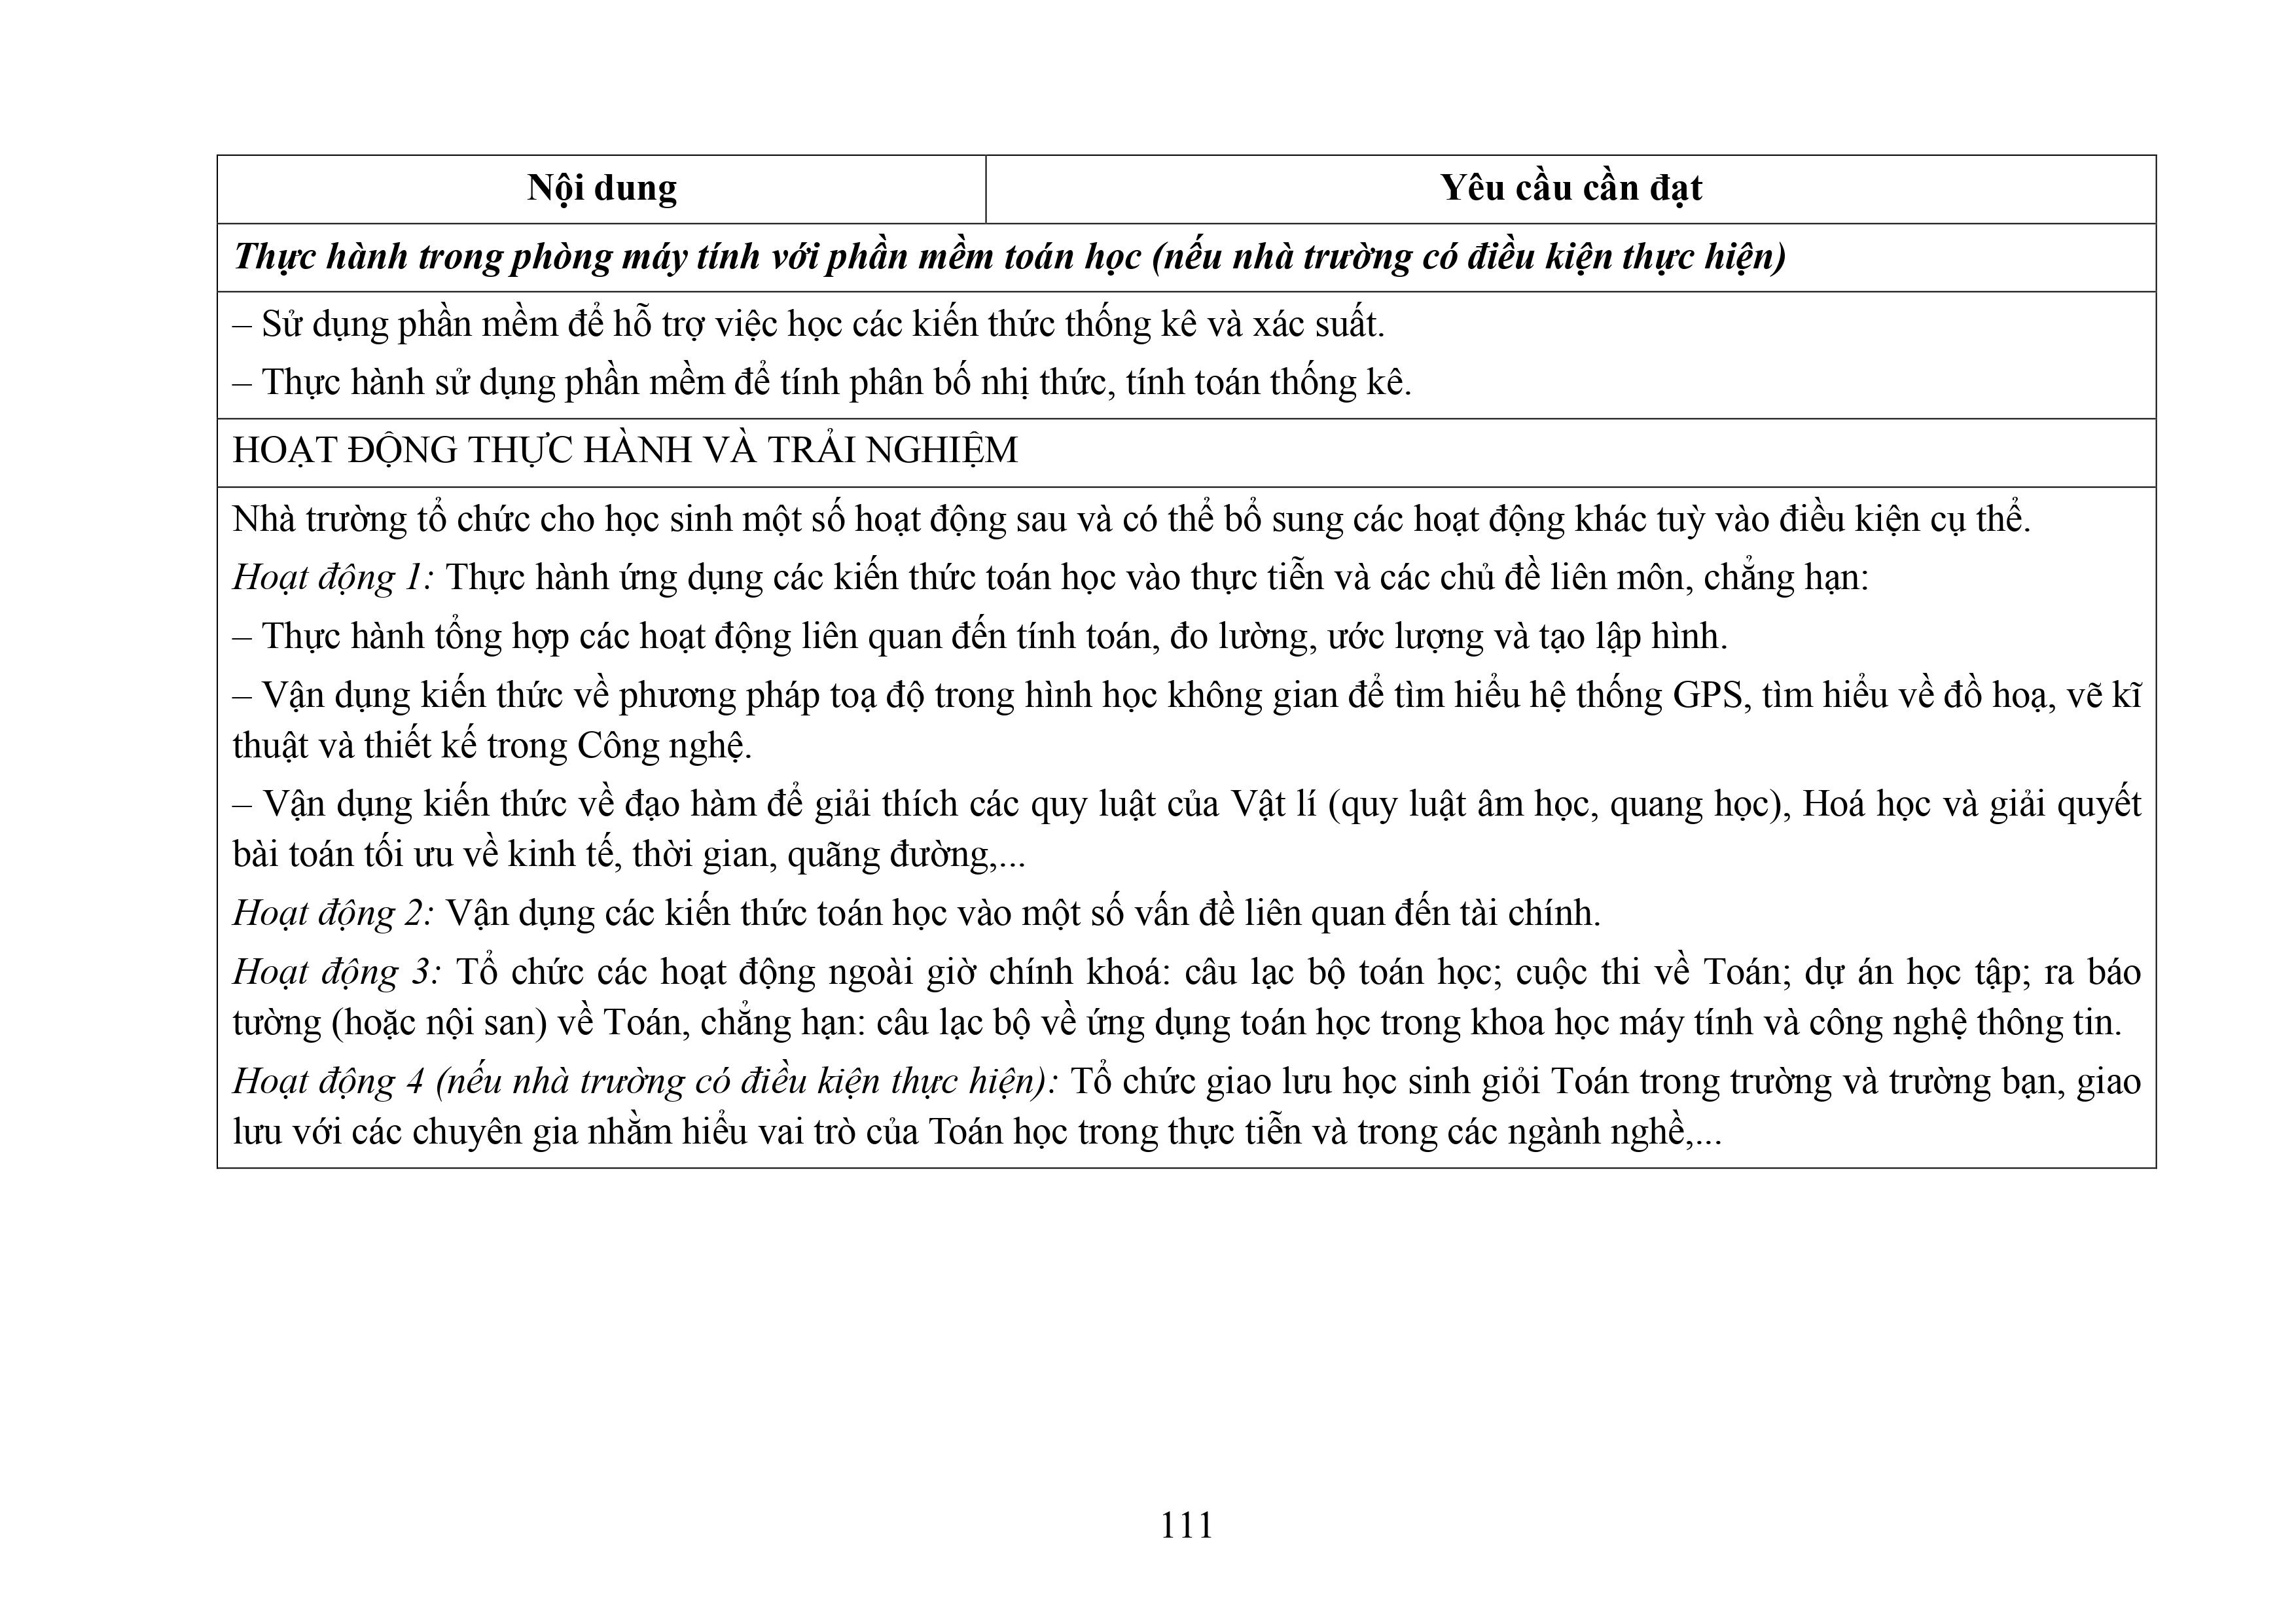 Nội dung
Yêu cầu cần đạt
Thực hành trong phòng máy tính với phần mềm toán học (nếu nhà trường có điều kiện thực hiện)
– Sử dụng phần mềm để hỗ trợ việc học các kiến thức thống kê và xác suất.
– Thực hành sử dụng phần mềm để tính phân bố nhị thức, tính toán thống kê.
HOẠT ĐỘNG THỰC HÀNH VÀ TRẢI NGHIỆM
Nhà trường tổ chức cho học sinh một số hoạt động sau và có thể bổ sung các hoạt động khác tuỳ vào điều kiện cụ thể.
Hoạt động 1: Thực hành ứng dụng các kiến thức toán học vào thực tiễn và các chủ đề liên môn, chẳng hạn:
– Thực hành tổng hợp các hoạt động liên quan đến tính toán, đo lường, ước lượng và tạo lập hình.
– Vận dụng kiến thức về phương pháp toạ độ trong hình học không gian để tìm hiểu hệ thống GPS, tìm hiểu về đồ hoạ, vẽ kĩ
thuật và thiết kế trong Công nghệ.
– Vận dụng kiến thức về đạo hàm để giải thích các quy luật của Vật lí (quy luật âm học, quang học), Hoá học và giải quyết
bài toán tối ưu về kinh tế, thời gian, quãng đường,...
Hoạt động 2: Vận dụng các kiến thức toán học vào một số vấn đề liên quan đến tài chính.
Hoạt động 3: Tổ chức các hoạt động ngoài giờ chính khoá: câu lạc bộ toán học; cuộc thi về Toán; dự án học tập; ra báo
tường (hoặc nội san) về Toán, chẳng hạn: câu lạc bộ về ứng dụng toán học trong khoa học máy tính và công nghệ thông tin.
Hoạt động 4 (nếu nhà trường có điều kiện thực hiện): Tổ chức giao lưu học sinh giỏi Toán trong trường và trường bạn, giao
lưu với các chuyên gia nhằm hiểu vai trò của Toán học trong thực tiễn và trong các ngành nghề,...
111